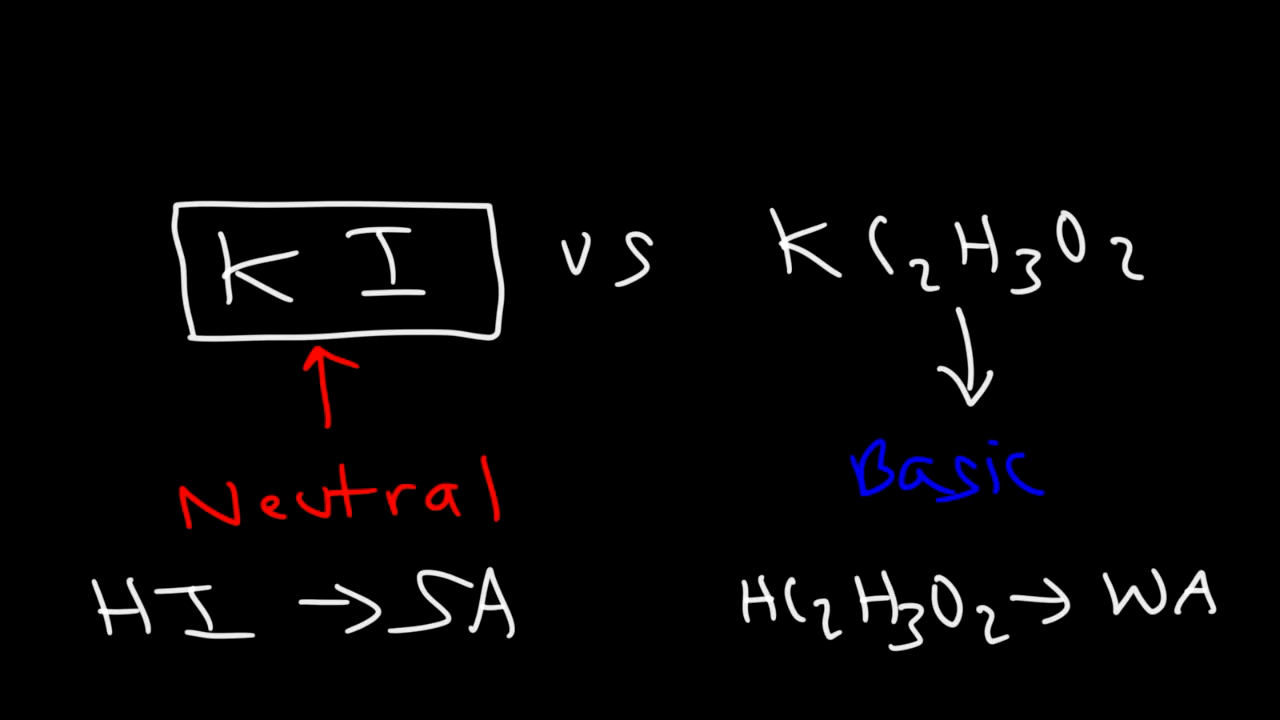 KI vs KC₂H₃O₂
Neutral Basic
HI → SA HC₂H₃O₂ → WA